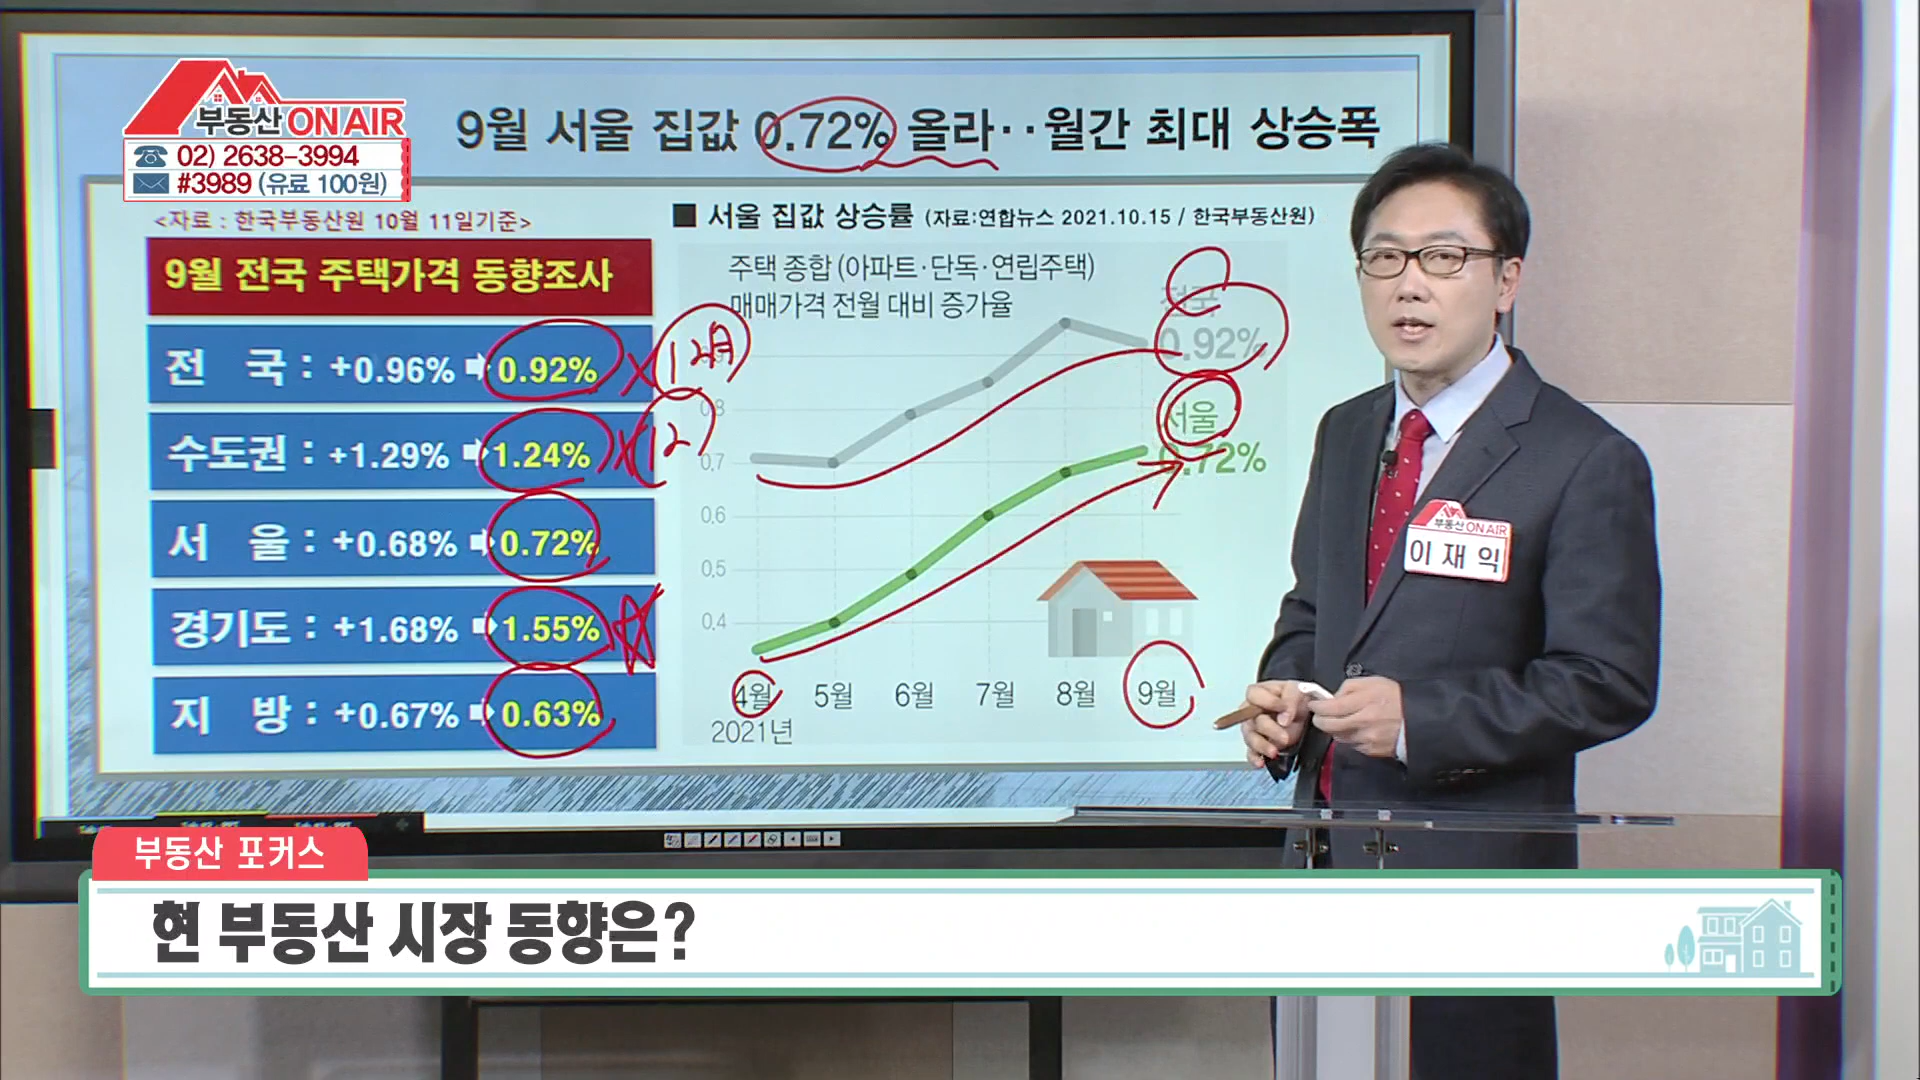 부동산 ON AIR
02) 2638-3994
#3989 (유료 100원)
9월 서울 집값 0.72% 올라··월간 최대 상승폭
<자료 : 한국부동산원 10월 11일기준>
9월 전국 주택가격 동향조사
전 국 : +0.96% ➡ 0.92% ×12月
수도권 : +1.29% ➡ 1.24% ×12
서 울 : +0.68% ➡ 0.72%
경기도 : +1.68% ➡ 1.55%
지 방 : +0.67% ➡ 0.63%
■ 서울 집값 상승률 (자료:연합뉴스 2021.10.15 / 한국부동산원)
주택 종합 (아파트·단독·연립주택)
매매가격 전월 대비 증가율
전국
0.92%
서울
0.72%
0.8
0.7
0.6
0.5
0.4
4월 5월 6월 7월 8월 9월
2021년
부동산 ON AIR
이 재 익
부동산 포커스
현 부동산 시장 동향은?